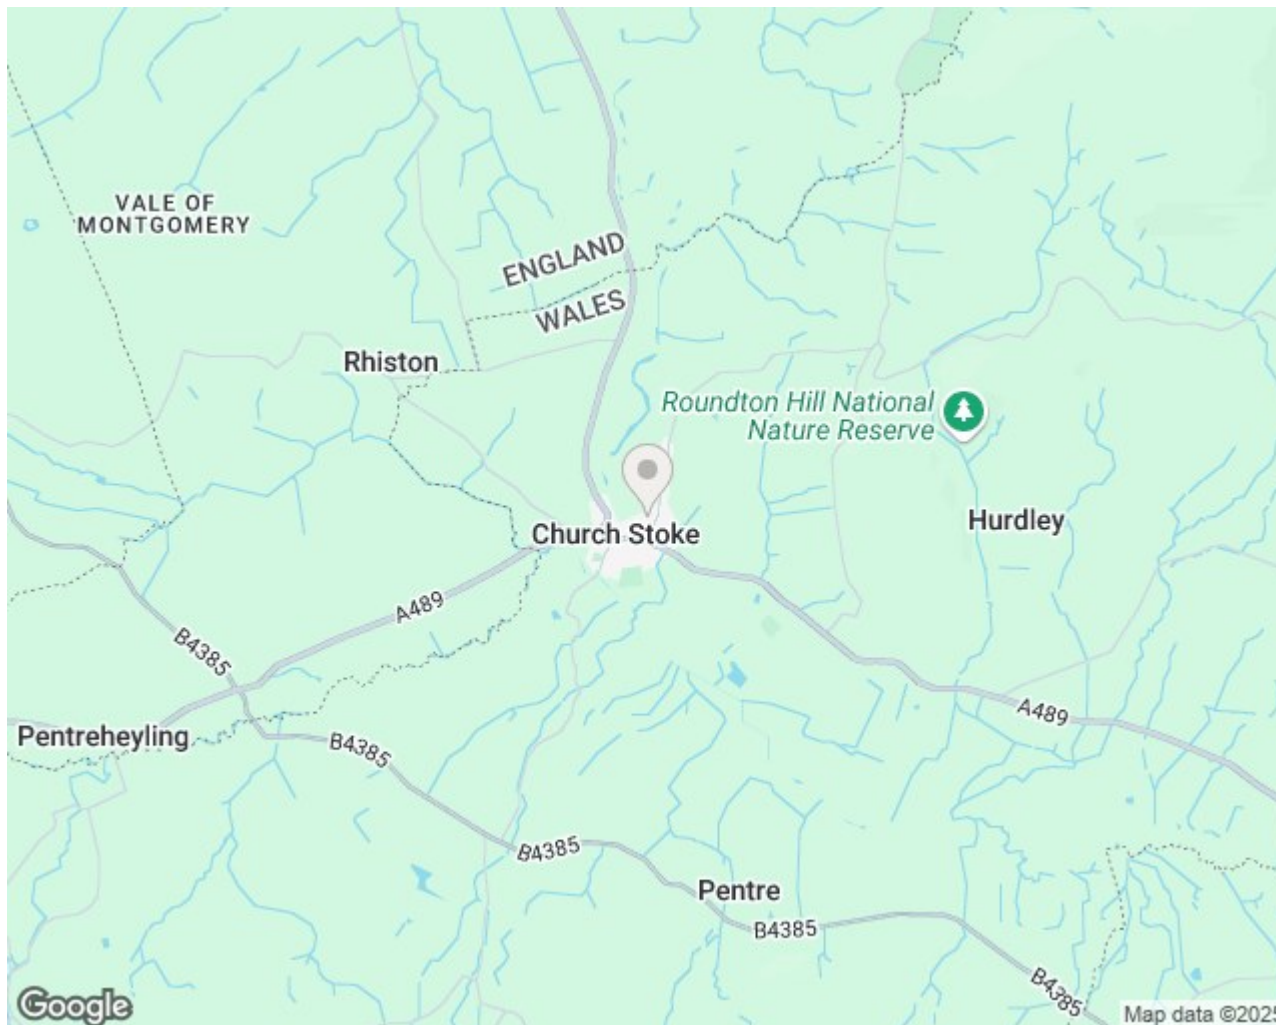 VALE OF
MONTGOMERY
ENGLAND
WALES
Rhiston
Roundton Hill National
Nature Reserve
Hurdley
Church Stoke
A489
B4385
A489
Pentreheyling
B4385
B4385
Pentre
B4385
B4385
Google
Map data ©2025